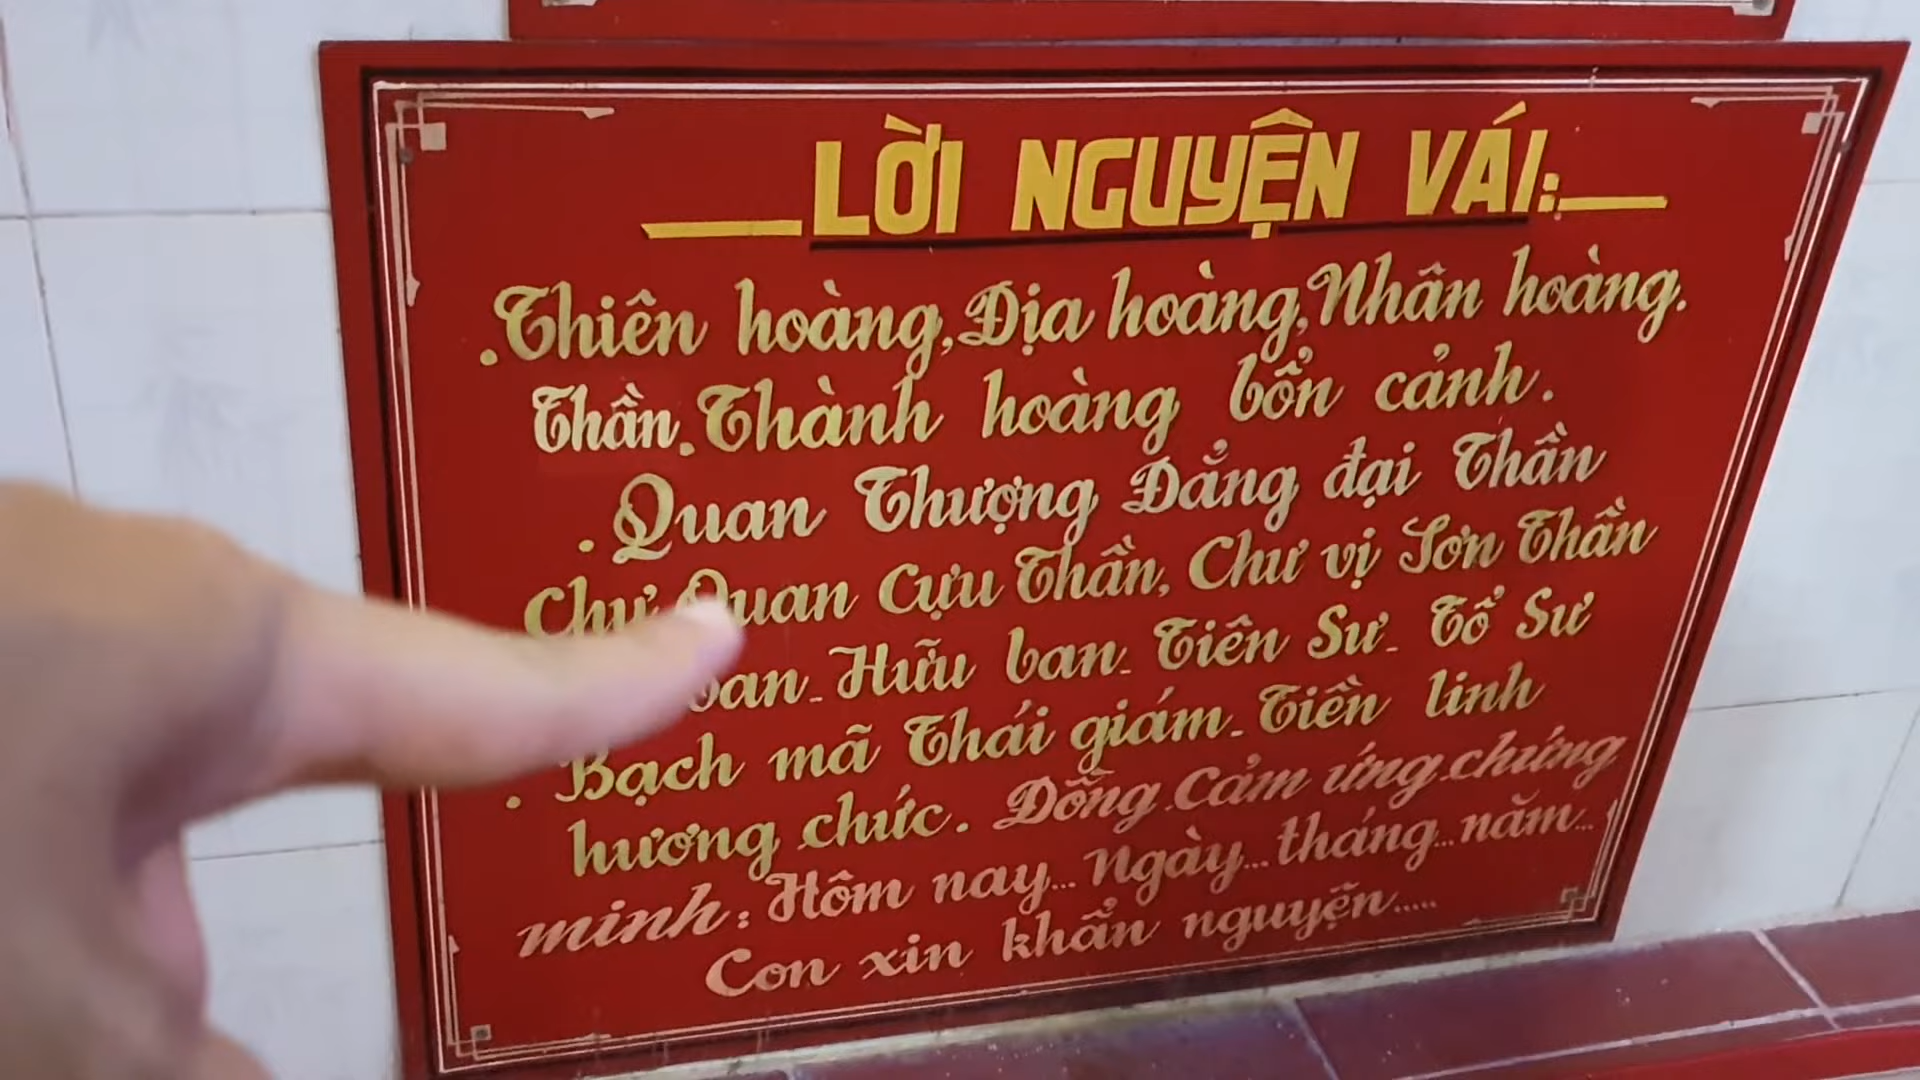 LỜI NGUYỆN VÁI:
.Thiên hoàng, Địa hoàng, Nhân hoàng.
Thần. Thành hoàng bổn cảnh.
.Quan Thượng Đẳng đại Thần
Chư Quan Cựu Thần, Chư vị Sơn Thần
ban - Hữu ban - Tiên Sư - Tổ Sư
. Bạch mã Thái giám - Tiền linh
hương chức. Đồng Cảm ứng chứng
minh: Hôm nay... Ngày... tháng... năm...
Con xin khẩn nguyện.....